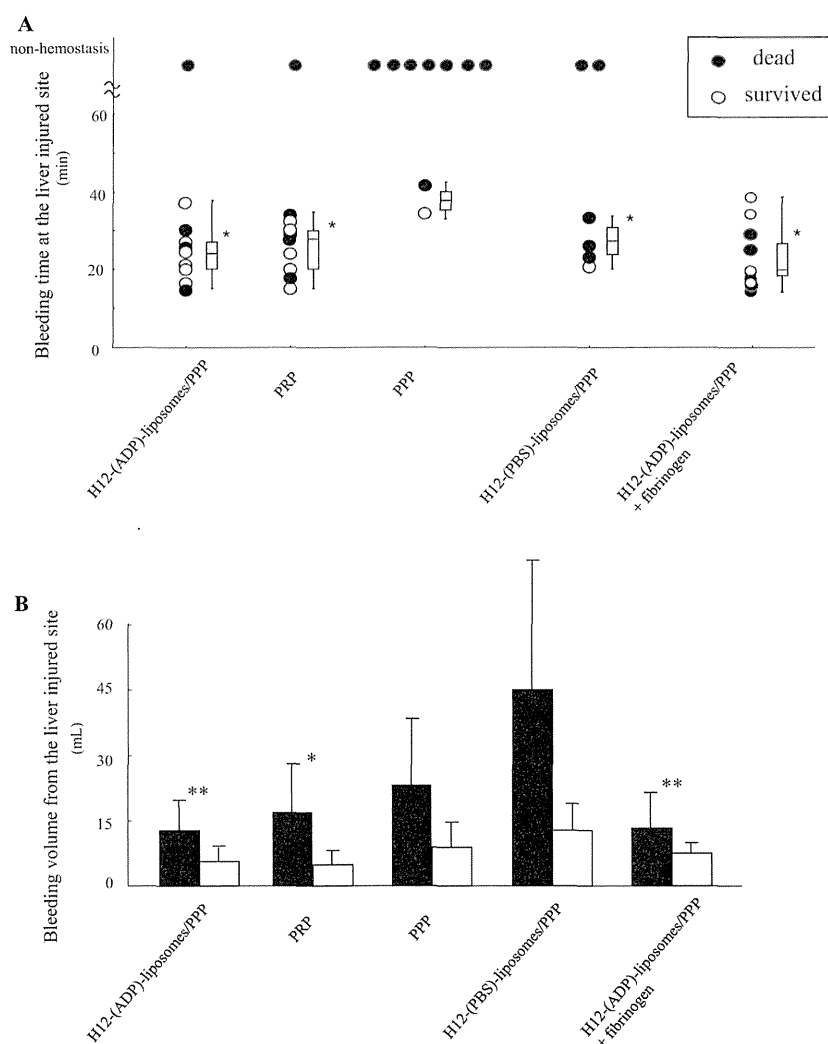 A
non-hemostasis
dead
survived
Bleeding time at the liver injured site
(min)
60
40
20
0
*
*
*
*
H12-(ADP)-liposomes/PPP
PRP
PPP
H12-(PBS)-liposomes/PPP
H12-(ADP)-liposomes/PPP
+ fibrinogen
B
Bleeding volume from the liver injured site
(mL)
60
45
30
15
0
**
*
**
H12-(ADP)-liposomes/PPP
PRP
PPP
H12-(PBS)-liposomes/PPP
H12-(ADP)-liposomes/PPP
+ fibrinogen